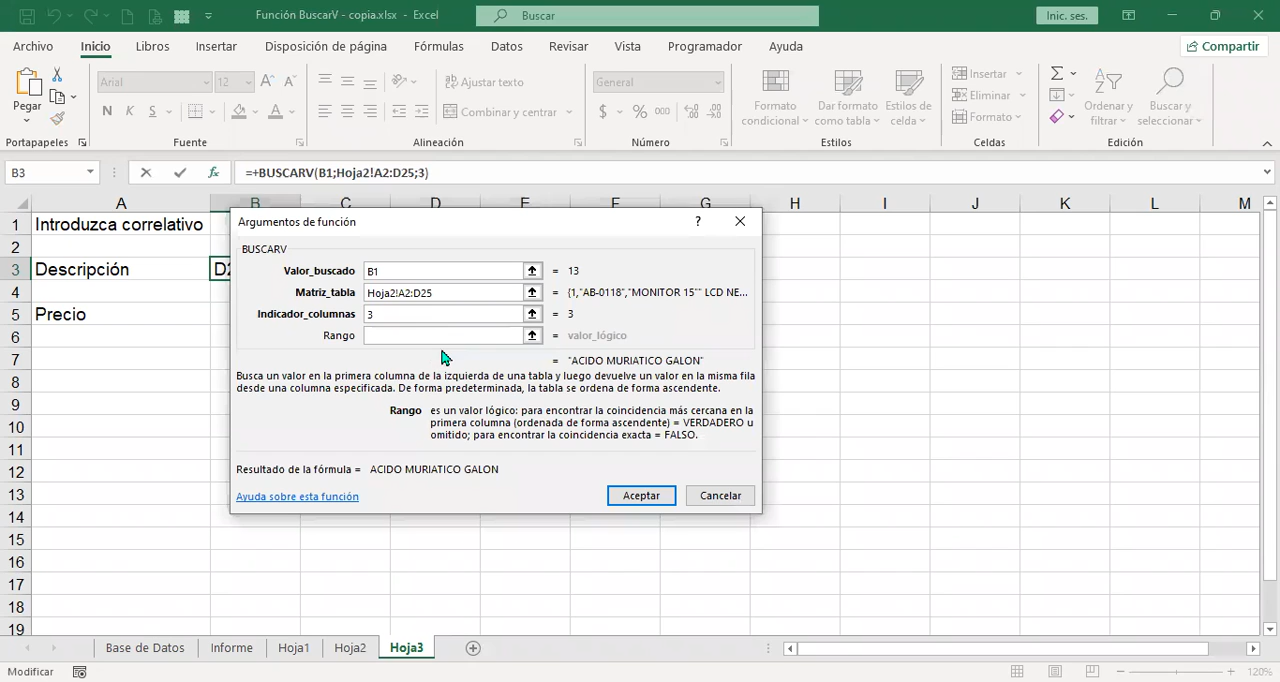 Función BuscarV - copia.xlsx - Excel
Buscar
Inic. ses.
Archivo Inicio Libros Insertar Disposición de página Fórmulas Datos Revisar Vista Programador Ayuda
Compartir
Pegar
Portapapeles
Arial 12
N K S
Fuente
Ajustar texto
Combinar y centrar
Alineación
General
$ % 000
Número
Formato condicional
Dar formato como tabla
Estilos de celda
Estilos
Insertar
Eliminar
Formato
Celdas
Ordenar y filtrar
Buscar y seleccionar
Edición
B3 =+BUSCARV(B1;Hoja2!A2:D25;3)
A B C D E F G H I J K L M
1 Introduzca correlativo
2
3 Descripción D2
4
5 Precio
6
7
8
9
10
11
12
13
14
15
16
17
18
19
Argumentos de función ?
BUSCARV
Valor_buscado B1 = 13
Matriz_tabla Hoja2!A2:D25 = {1,"AB-0118","MONITOR 15"" LCD NE...
Indicador_columnas 3 = 3
Rango = valor_lógico
= "ACIDO MURIATICO GALON"
Busca un valor en la primera columna de la izquierda de una tabla y luego devuelve un valor en la misma fila
desde una columna especificada. De forma predeterminada, la tabla se ordena de forma ascendente.
Rango es un valor lógico: para encontrar la coincidencia más cercana en la
primera columna (ordenada de forma ascendente) = VERDADERO u
omitido; para encontrar la coincidencia exacta = FALSO.
Resultado de la fórmula = ACIDO MURIATICO GALON
Ayuda sobre esta función
Aceptar Cancelar
Base de Datos Informe Hoja1 Hoja2 Hoja3
Modificar
120%